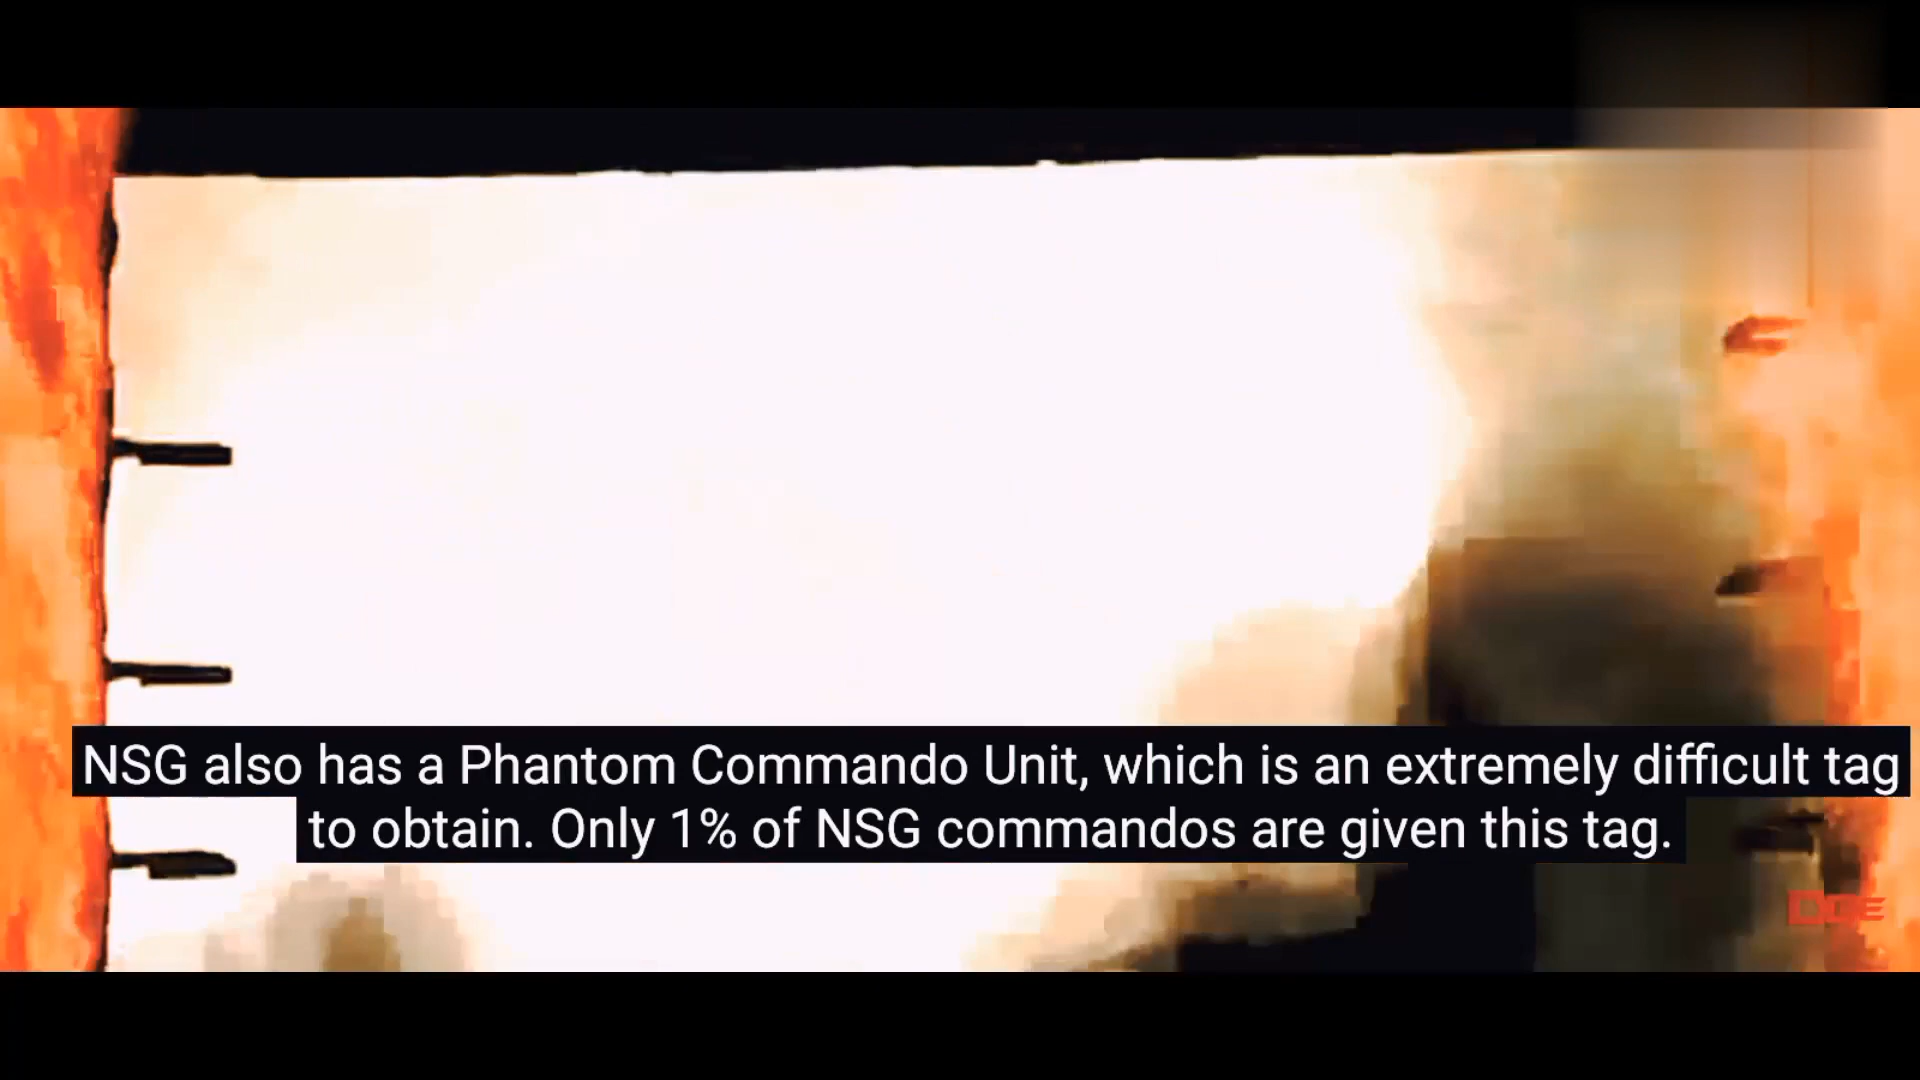 NSG also has a Phantom Commando Unit, which is an extremely difficult tag
to obtain. Only 1% of NSG commandos are given this tag.